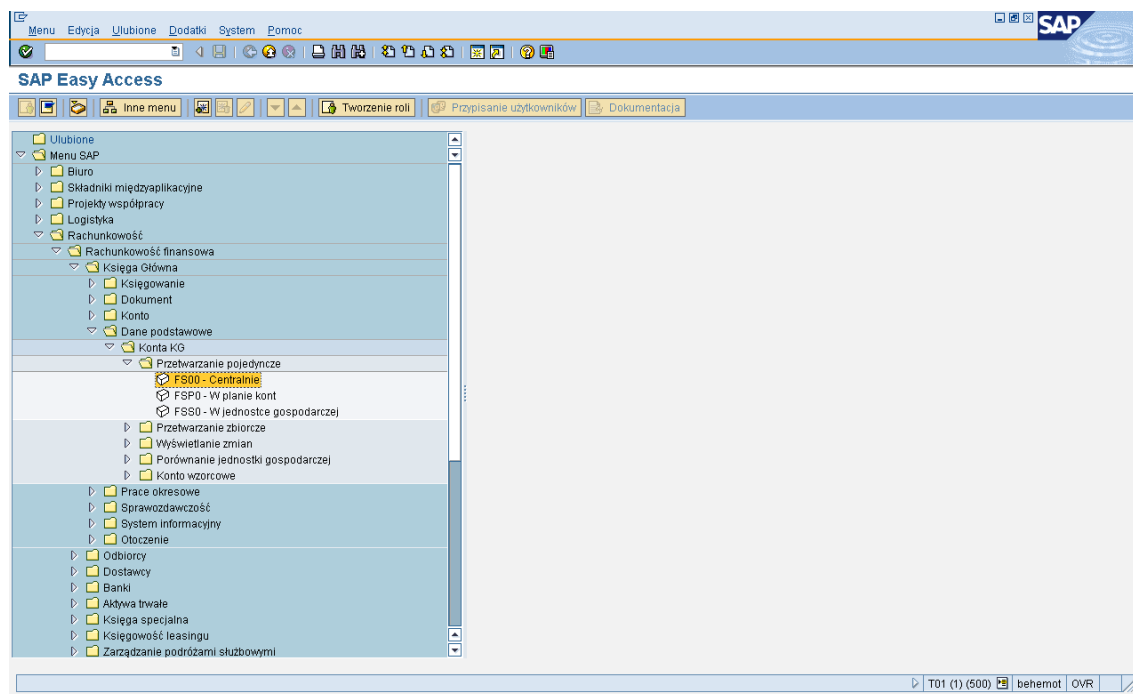 Menu Edycja Ulubione Dodatki System Pomoc
SAP
SAP Easy Access
Inne menu Tworzenie roli Przypisanie użytkowników Dokumentacja
Ulubione
Menu SAP
Biuro
Składniki międzyaplikacyjne
Projekty współpracy
Logistyka
Rachunkowość
Rachunkowość finansowa
Księga Główna
Księgowanie
Dokument
Konto
Dane podstawowe
Konta KG
Przetwarzanie pojedyncze
FS00 - Centralnie
FSP0 - W planie kont
FSS0 - W jednostce gospodarczej
Przetwarzanie zbiorcze
Wyświetlanie zmian
Porównanie jednostki gospodarczej
Konto wzorcowe
Prace okresowe
Sprawozdawczość
System informacyjny
Otoczenie
Odbiorcy
Dostawcy
Banki
Aktywa trwałe
Księga specjalna
Księgowość leasingu
Zarządzanie podróżami służbowymi
T01 (1) (500) behemot OVR